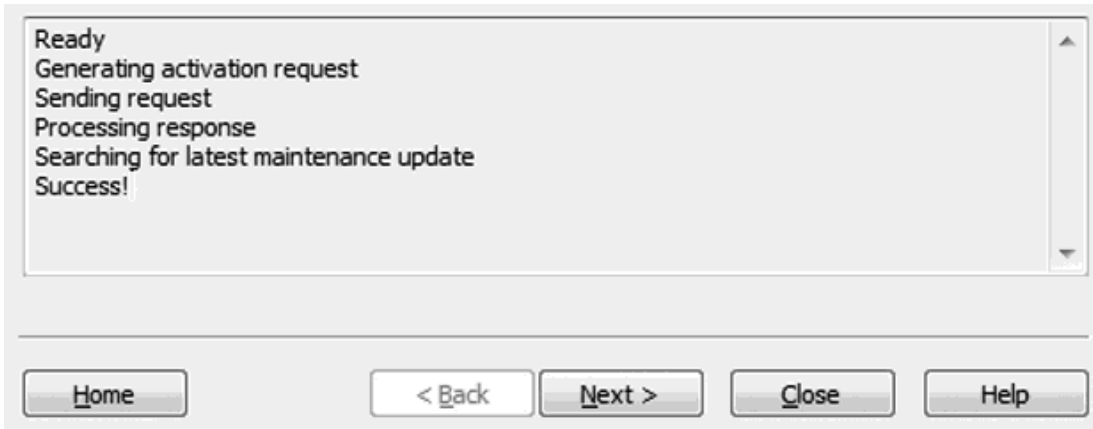 Ready
Generating activation request
Sending request
Processing response
Searching for latest maintenance update
Success!
Home
< Back
Next >
Close
Help